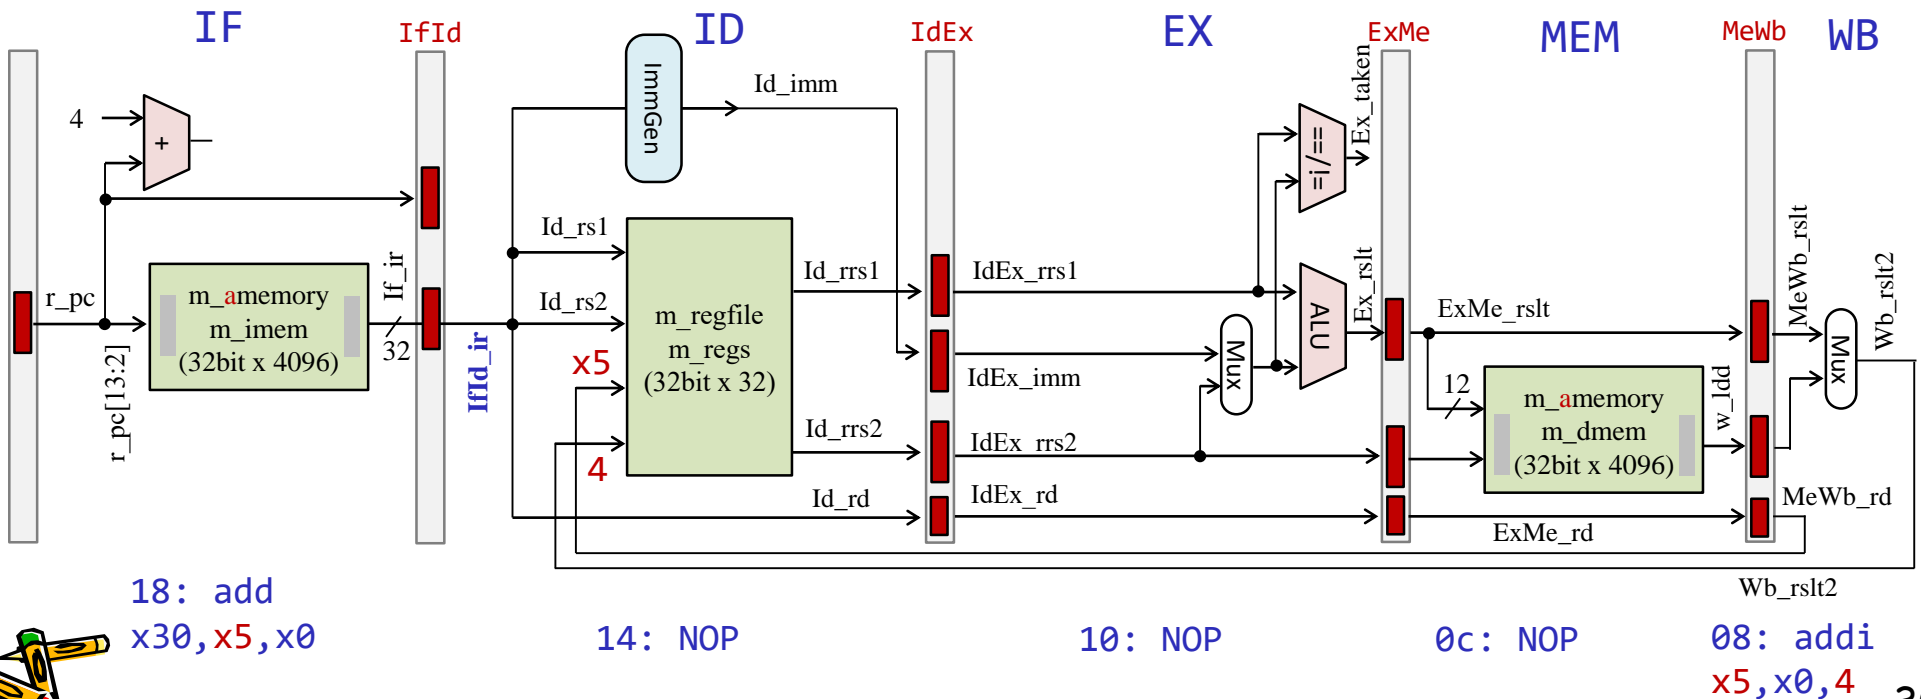 IF
IfId
ID
IdEx
EX
ExMe
MEM
MeWb
WB
4
+
r_pc
r_pc[13:2]
m_amemory
m_imem
(32bit x 4096)
If_ir
32
IfId_ir
ImmGen
Id_imm
Id_rs1
Id_rs2
x5
4
m_regfile
m_regs
(32bit x 32)
Id_rrs1
Id_rrs2
Id_rd
IdEx_rrs1
IdEx_imm
IdEx_rrs2
IdEx_rd
Mux
==/!=
Ex_taken
ALU
Ex_rslt
ExMe_rslt
12
m_amemory
m_dmem
(32bit x 4096)
w_ldd
ExMe_rd
MeWb_rslt
Mux
Wb_rslt2
MeWb_rd
Wb_rslt2
18: add
x30,x5,x0
14: NOP
10: NOP
0c: NOP
08: addi
x5,x0,4